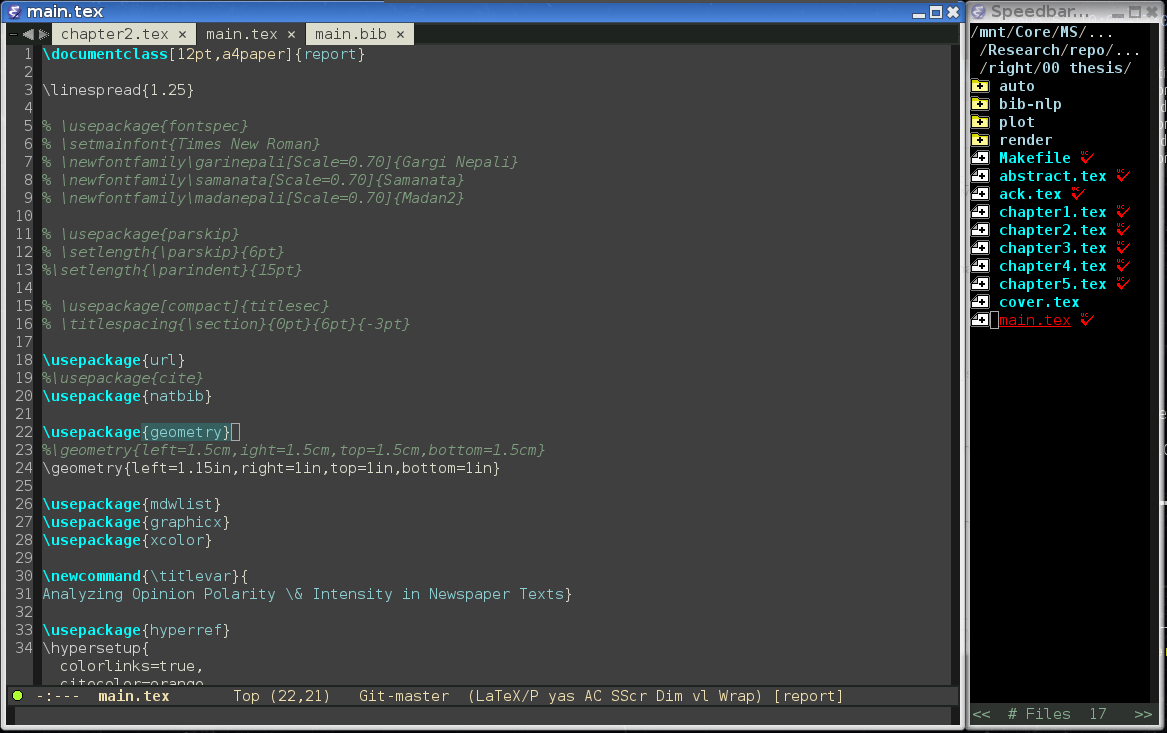 main.tex
chapter2.tex ×
main.tex ×
main.bib ×
1 \documentclass[12pt,a4paper]{report}
2
3 \linespread{1.25}
4
5 % \usepackage{fontspec}
6 % \setmainfont{Times New Roman}
7 % \newfontfamily\garinepali[Scale=0.70]{Gargi Nepali}
8 % \newfontfamily\samanata[Scale=0.70]{Samanata}
9 % \newfontfamily\madanepali[Scale=0.70]{Madan2}
10
11 % \usepackage{parskip}
12 % \setlength{\parskip}{6pt}
13 %\setlength{\parindent}{15pt}
14
15 % \usepackage[compact]{titlesec}
16 % \titlespacing{\section}{0pt}{6pt}{-3pt}
17
18 \usepackage{url}
19 %\usepackage{cite}
20 \usepackage{natbib}
21
22 \usepackage{geometry}
23 %\geometry{left=1.5cm,ight=1.5cm,top=1.5cm,bottom=1.5cm}
24 \geometry{left=1.15in,right=1in,top=1in,bottom=1in}
25
26 \usepackage{mdwlist}
27 \usepackage{graphicx}
28 \usepackage{xcolor}
29
30 \newcommand{\titlevar}{
31 Analyzing Opinion Polarity \& Intensity in Newspaper Texts}
32
33 \usepackage{hyperref}
34 \hypersetup{
colorlinks=true,
citecolor=orange
-:--- main.tex Top (22,21) Git-master (LaTeX/P yas AC SScr Dim vl Wrap) [report]
Speedbar...
/mnt/Core/MS/...
/Research/repo/...
/right/00 thesis/
auto
bib-nlp
plot
render
Makefile
abstract.tex
ack.tex
chapter1.tex
chapter2.tex
chapter3.tex
chapter4.tex
chapter5.tex
cover.tex
main.tex
<< # Files 17 >>